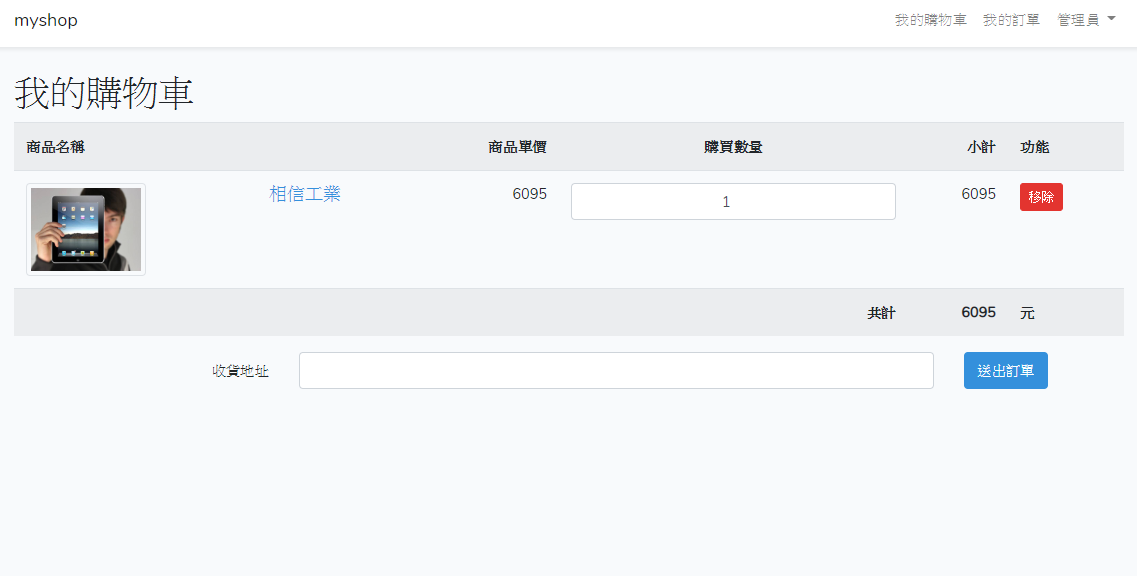 myshop 我的購物車 我的訂單 管理員
我的購物車
商品名稱 商品單價 購買數量 小計 功能
相信工業 6095 1 6095 移除
共計 6095 元
收貨地址 送出訂單